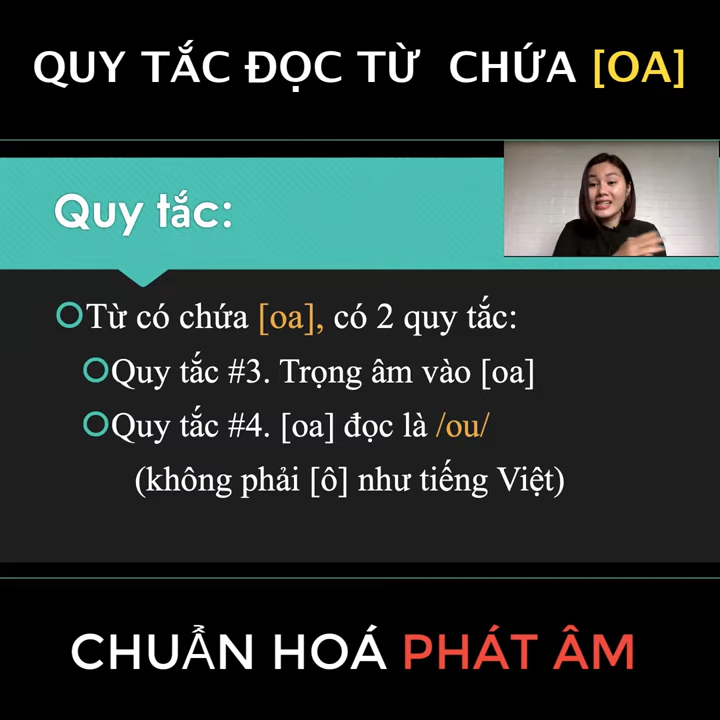 QUY TẮC ĐỌC TỪ CHỨA [OA]
Quy tắc:
Từ có chứa [oa], có 2 quy tắc:
Quy tắc #3. Trọng âm vào [oa]
Quy tắc #4. [oa] đọc là /ou/
(không phải [ô] như tiếng Việt)
CHUẨN HOÁ PHÁT ÂM